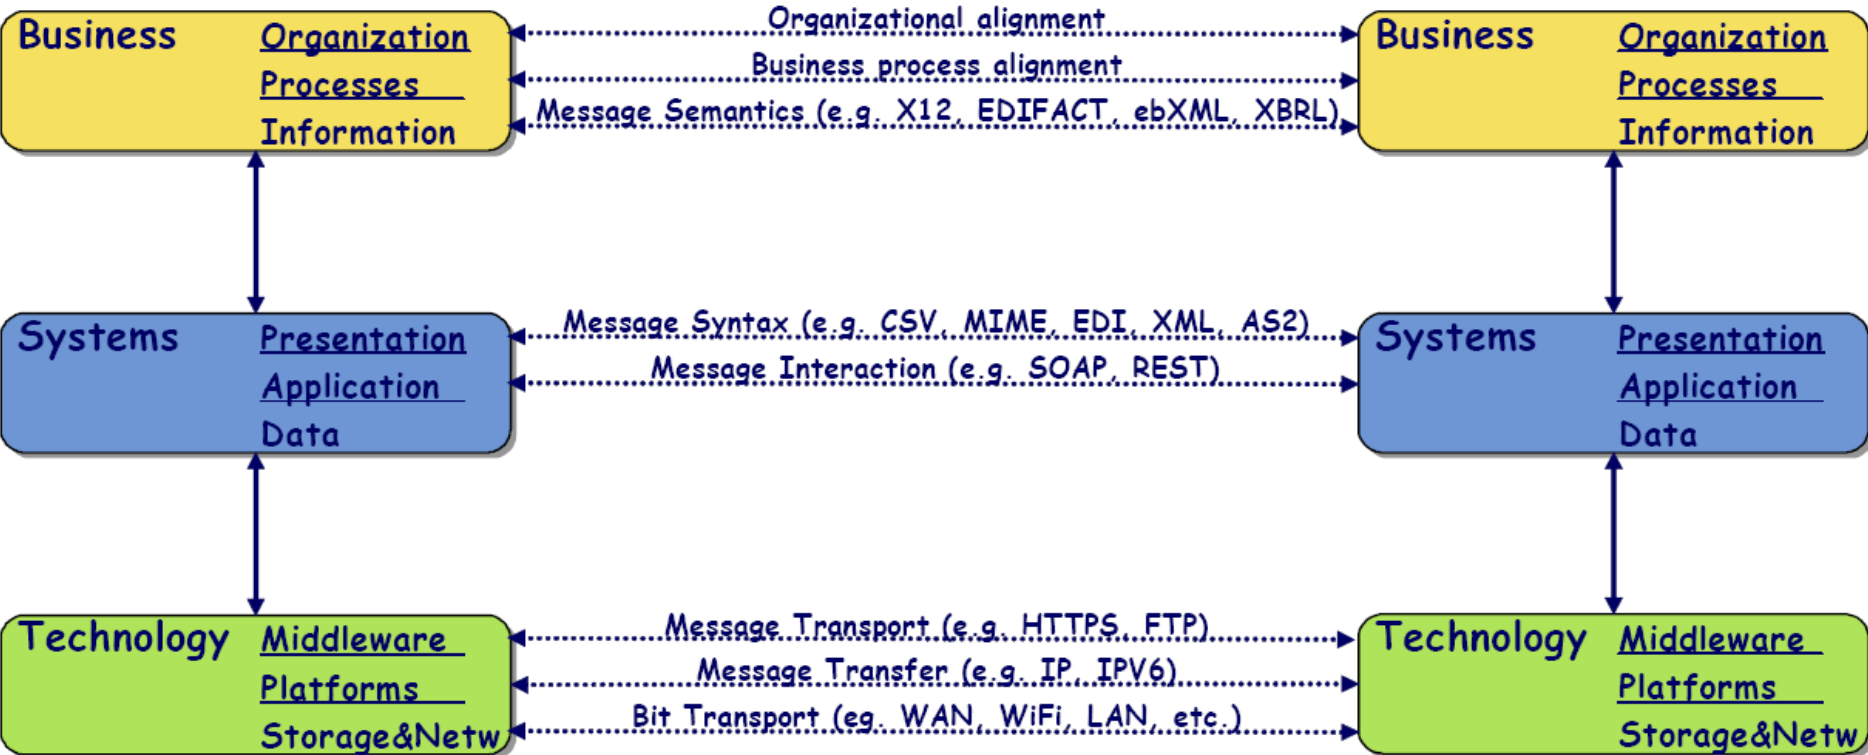 Business Organization Organizational alignment Business Organization
Processes Business process alignment Processes
Information Message Semantics (e.g. X12, EDIFACT, ebXML, XBRL) Information
Systems Presentation Message Syntax (e.g. CSV, MIME, EDI, XML, AS2) Systems Presentation
Application Message Interaction (e.g. SOAP, REST) Application
Data Data
Technology Middleware Message Transport (e.g. HTTPS, FTP) Technology Middleware
Platforms Message Transfer (e.g. IP, IPV6) Platforms
Storage&Netw Bit Transport (eg. WAN, WiFi, LAN, etc.) Storage&Netw